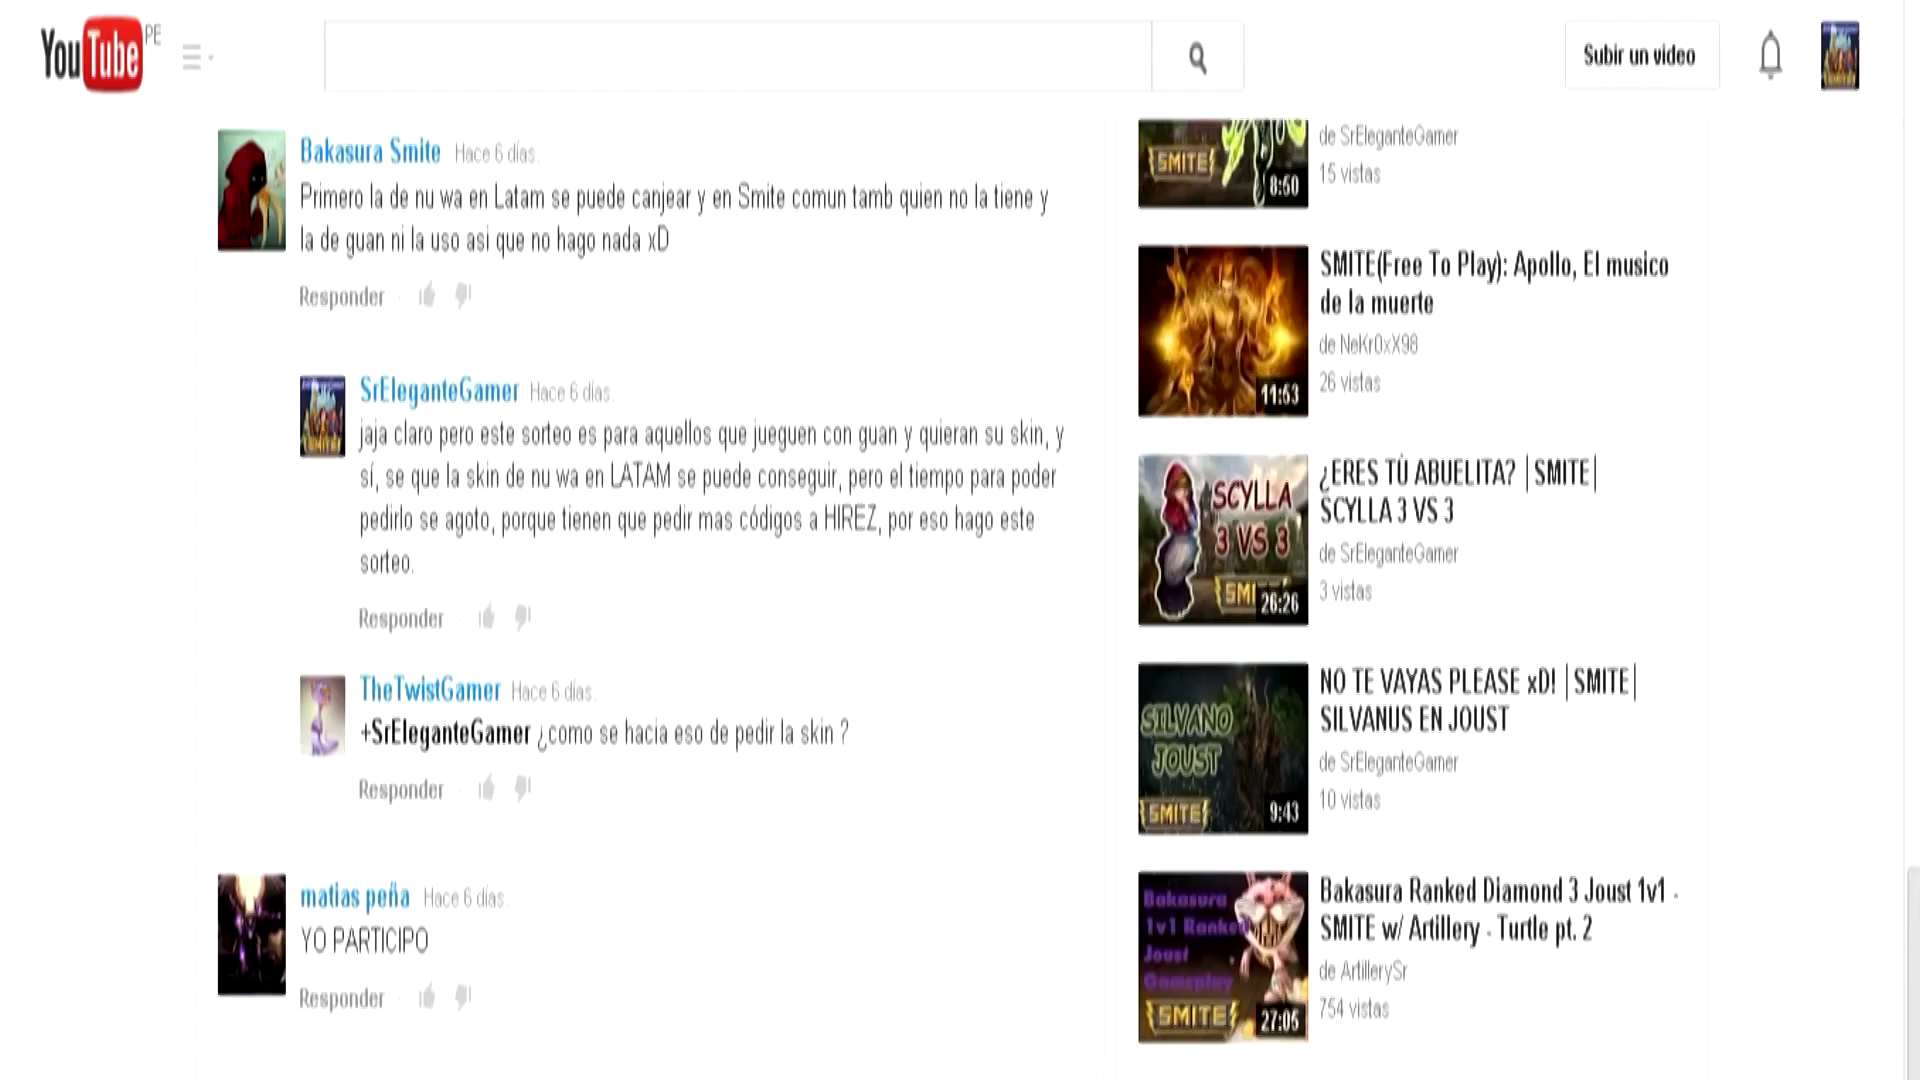 YouTube PE
Subir un video
Bakasura Smite Hace 6 días.
Primero la de nu wa en Latam se puede canjear y en Smite comun tamb quien no la tiene y
la de guan ni la uso asi que no hago nada xD
Responder
SrEleganteGamer Hace 6 días.
jaja claro pero este sorteo es para aquellos que jueguen con guan y quieran su skin, y
sí, se que la skin de nu wa en LATAM se puede conseguir, pero el tiempo para poder
pedirlo se agoto, porque tienen que pedir mas códigos a HIREZ, por eso hago este
sorteo.
Responder
TheTwistGamer Hace 6 días.
+SrEleganteGamer ¿como se hacia eso de pedir la skin ?
Responder
matias peña Hace 6 días.
YO PARTICIPO
Responder
SMITE
8:50
de SrEleganteGamer
15 vistas
11:53
SMITE(Free To Play): Apollo, El musico
de la muerte
de NeKr0xX98
26 vistas
SCYLLA
3 VS 3
SMI
26:26
¿ERES TÚ ABUELITA? |SMITE|
SCYLLA 3 VS 3
de SrEleganteGamer
3 vistas
SILVANO
JOUST
SMITE
9:43
NO TE VAYAS PLEASE xD! |SMITE|
SILVANUS EN JOUST
de SrEleganteGamer
10 vistas
Bakasura
1v1 Ranked
Joust
Gameplay
SMITE
27:05
Bakasura Ranked Diamond 3 Joust 1v1 -
SMITE w/ Artillery - Turtle pt. 2
de ArtillerySr
754 vistas